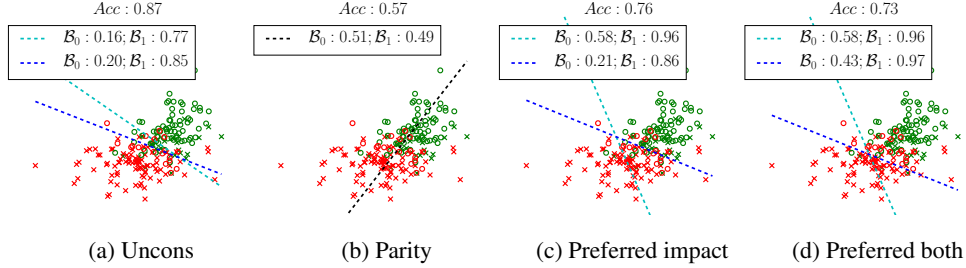 Acc : 0.87
B₀ : 0.16; B₁ : 0.77
B₀ : 0.20; B₁ : 0.85
(a) Uncons
Acc : 0.57
B₀ : 0.51; B₁ : 0.49
(b) Parity
Acc : 0.76
B₀ : 0.58; B₁ : 0.96
B₀ : 0.21; B₁ : 0.86
(c) Preferred impact
Acc : 0.73
B₀ : 0.58; B₁ : 0.96
B₀ : 0.43; B₁ : 0.97
(d) Preferred both